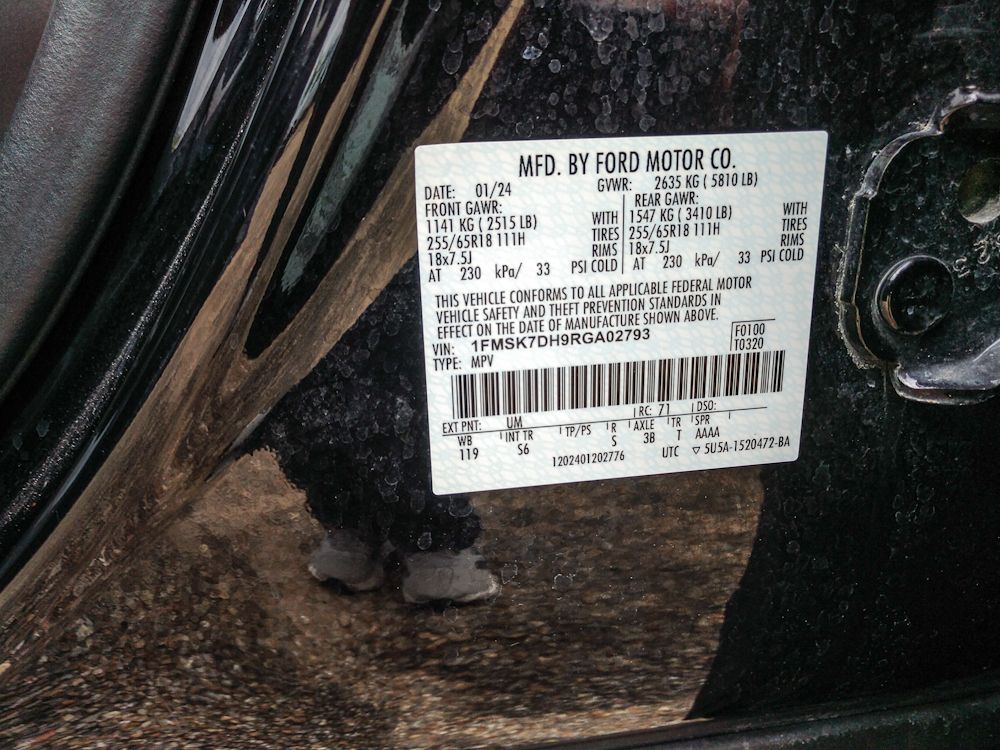 MFD. BY FORD MOTOR CO.
DATE: 01/24 GVWR: 2635 KG ( 5810 LB)
FRONT GAWR: REAR GAWR:
1141 KG ( 2515 LB) WITH 1547 KG ( 3410 LB) WITH
255/65R18 111H TIRES 255/65R18 111H TIRES
18x7.5J RIMS 18x7.5J RIMS
AT 230 kPa/ 33 PSI COLD AT 230 kPa/ 33 PSI COLD
THIS VEHICLE CONFORMS TO ALL APPLICABLE FEDERAL MOTOR
VEHICLE SAFETY AND THEFT PREVENTION STANDARDS IN
EFFECT ON THE DATE OF MANUFACTURE SHOWN ABOVE.
VIN: 1FMSK7DH9RGA02793 F0100
TYPE: MPV T0320
EXT PNT: UM RC: 71 DSO:
WB INT TR TP/PS R AXLE TR SPR
119 S6 S 3B T AAAA
1202401202776 UTC ▽ 5U5A-1520472-BA